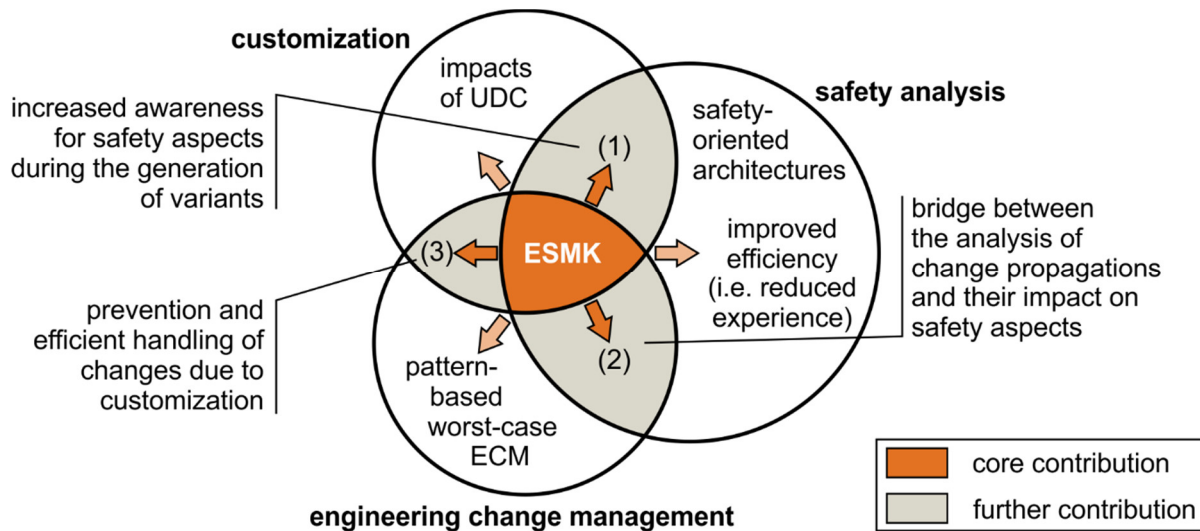 customization
impacts
of UDC
increased awareness
for safety aspects
during the generation
of variants
safety analysis
safety-
oriented
architectures
(1)
bridge between
the analysis of
change propagations
and their impact on
safety aspects
(3)
ESMK
improved
efficiency
(i.e. reduced
experience)
prevention and
efficient handling of
changes due to
customization
(2)
pattern-
based
worst-case
ECM
engineering change management
core contribution
further contribution